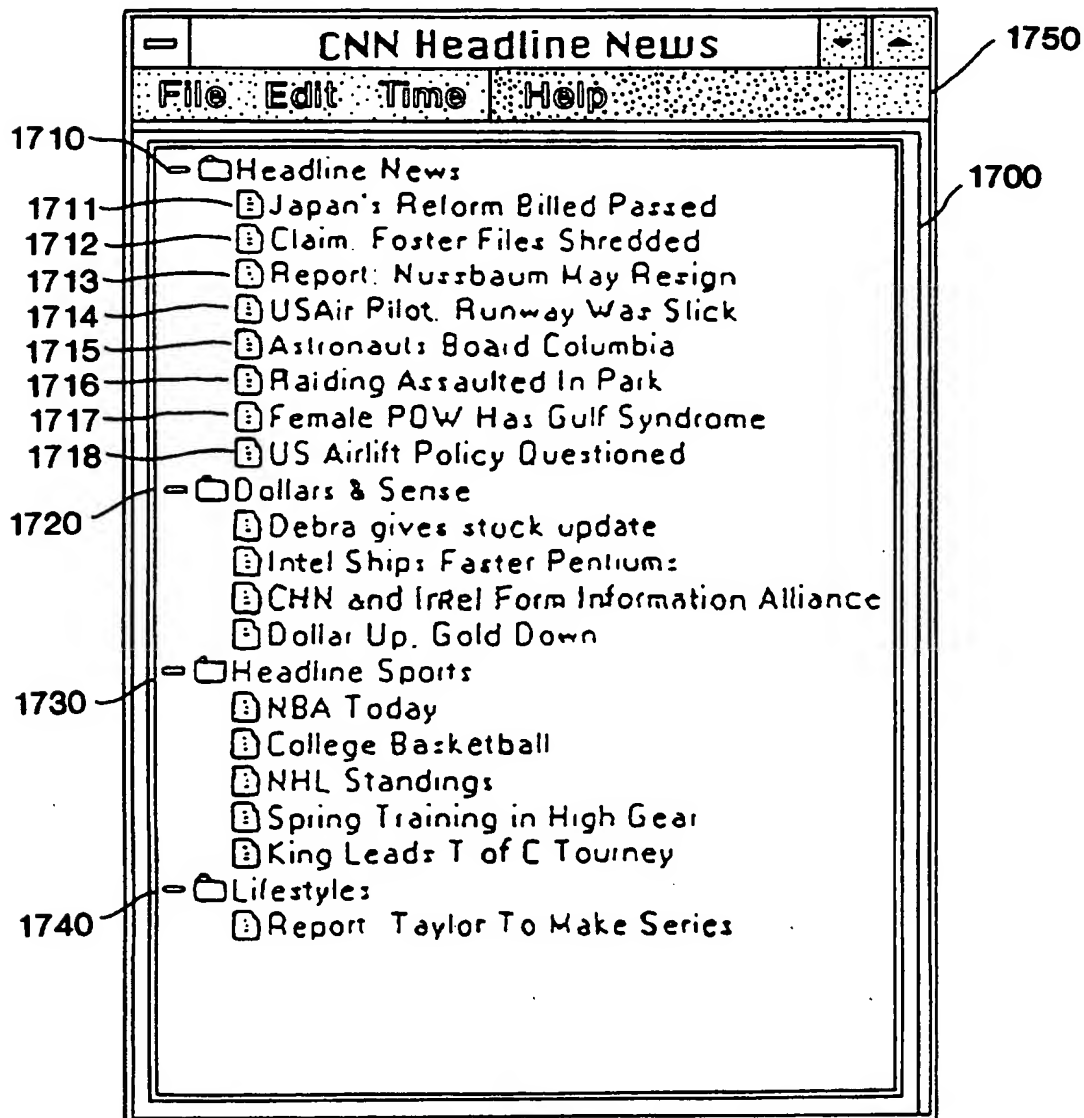 CNN Headline News
1750
File Edit Time Help
1710
Headline News
1700
1711 Japan's Reform Billed Passed
1712 Claim. Foster Files Shredded
1713 Report: Nussbaum May Resign
1714 USAir Pilot. Runway Was Slick
1715 Astronauts Board Columbia
1716 Raiding Assaulted In Park
1717 Female POW Has Gulf Syndrome
1718 US Airlift Policy Questioned
1720
Dollars & Sense
Debra gives stock update
Intel Ships Faster Pentiums
CNN and Intel Form Information Alliance
Dollar Up. Gold Down
1730
Headline Sports
NBA Today
College Basketball
NHL Standings
Spring Training in High Gear
King Leads T of C Tourney
1740
Lifestyles
Report Taylor To Make Series